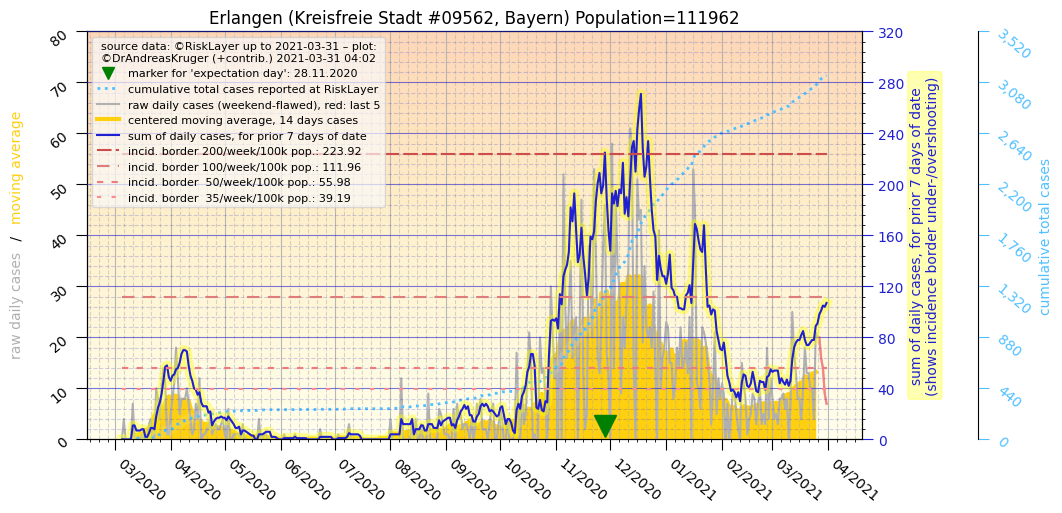 Erlangen (Kreisfreie Stadt #09562, Bayern) Population=111962
source data: ©RiskLayer up to 2021-03-31 – plot:
©DrAndreasKruger (+contrib.) 2021-03-31 04:02
marker for 'expectation day': 28.11.2020
cumulative total cases reported at RiskLayer
raw daily cases (weekend-flawed), red: last 5
centered moving average, 14 days cases
sum of daily cases, for prior 7 days of date
incid. border 200/week/100k pop.: 223.92
incid. border 100/week/100k pop.: 111.96
incid. border  50/week/100k pop.: 55.98
incid. border  35/week/100k pop.: 39.19
raw daily cases / moving average
80
70
60
50
40
30
20
10
0
03/2020
04/2020
05/2020
06/2020
07/2020
08/2020
09/2020
10/2020
11/2020
12/2020
01/2021
02/2021
03/2021
04/2021
320
280
240
200
160
120
80
40
0
sum of daily cases, for prior 7 days of date
(shows incidence border under-/overshooting)
3,520
3,080
2,640
2,200
1,760
1,320
880
440
0
cumulative total cases